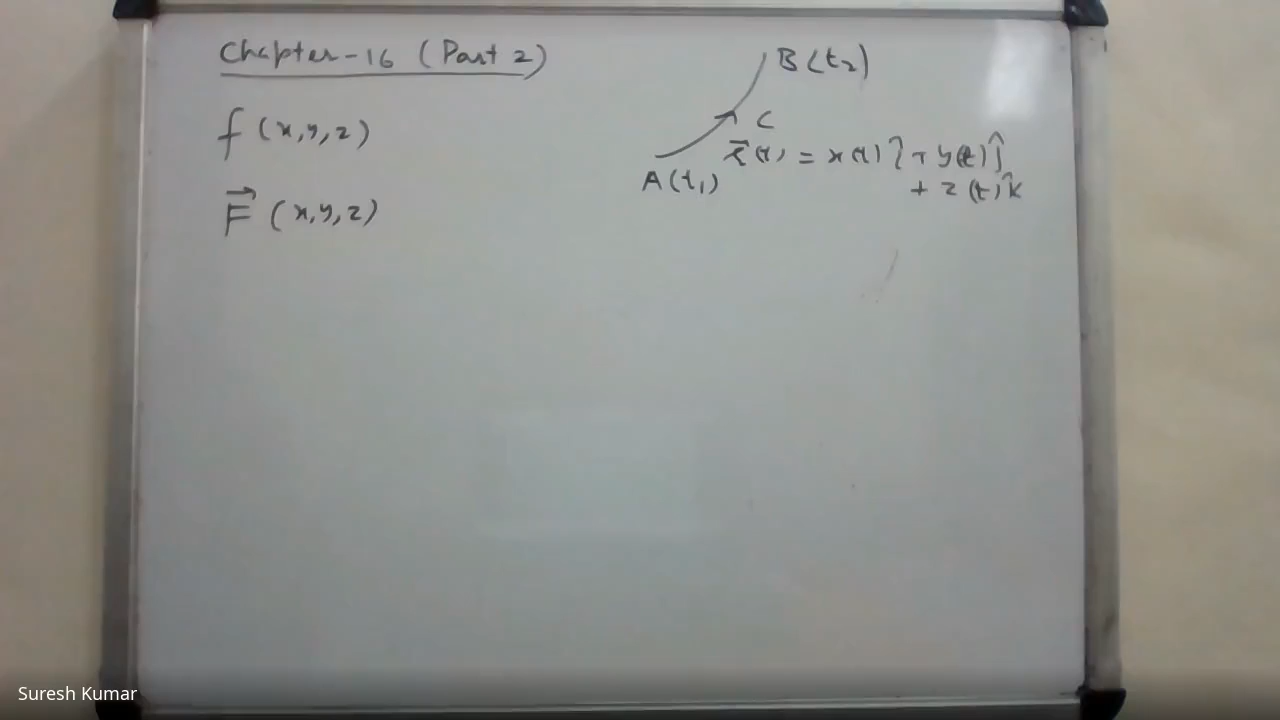 Chapter-16 (Part 2)
f (x,y,z)
F⃗ (x,y,z)
B(t₂)
C
A(t₁)
r⃗(t) = x(t) î + y(t) ĵ
+ z(t) k̂
Suresh Kumar